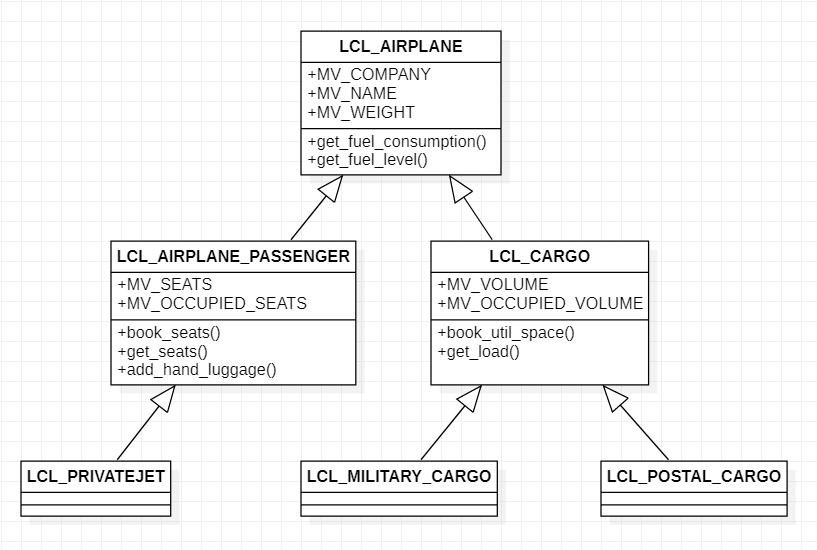 LCL_AIRPLANE
+MV_COMPANY
+MV_NAME
+MV_WEIGHT
+get_fuel_consumption()
+get_fuel_level()
LCL_AIRPLANE_PASSENGER
+MV_SEATS
+MV_OCCUPIED_SEATS
+book_seats()
+get_seats()
+add_hand_luggage()
LCL_CARGO
+MV_VOLUME
+MV_OCCUPIED_VOLUME
+book_util_space()
+get_load()
LCL_PRIVATEJET
LCL_MILITARY_CARGO
LCL_POSTAL_CARGO